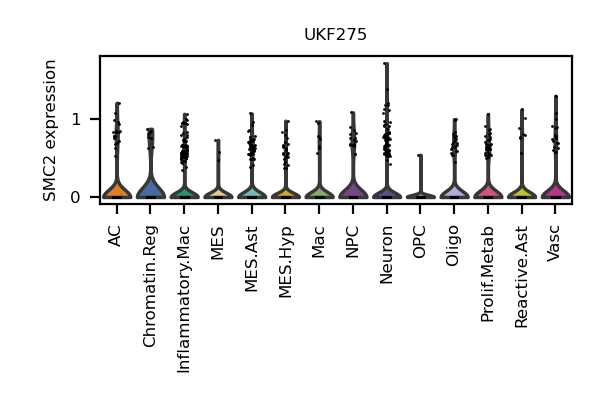 UKF275
SMC2 expression
1
0
AC
Chromatin.Reg
Inflammatory.Mac
MES
MES.Ast
MES.Hyp
Mac
NPC
Neuron
OPC
Oligo
Prolif.Metab
Reactive.Ast
Vasc